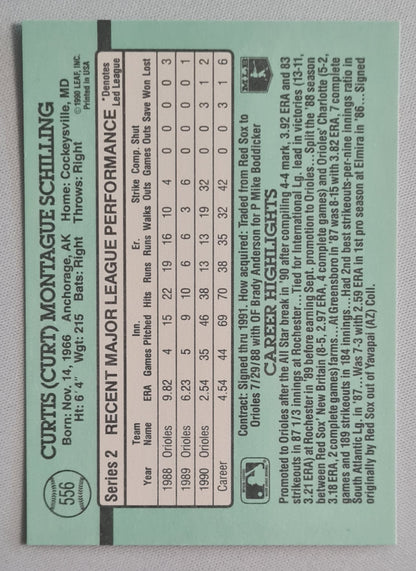 556
CURTIS (CURT) MONTAGUE SCHILLING
Born: Nov. 14, 1966 Anchorage, AK Home: Cockeysville, MD
Ht: 6' 4" Wgt: 215 Bats: Right Throws: Right
©1990 LEAF, INC.
Printed in USA
Series 2 RECENT MAJOR LEAGUE PERFORMANCE *Denotes Led League
Year Team Name ERA Games Inn. Pitched Hits Er. Runs Walks Strike Outs Comp. Games Shut Outs Save Won Lost
1988 Orioles 9.82 4 15 22 19 16 10 4 0 0 0 0 3
1989 Orioles 6.23 5 9 10 6 6 3 6 0 0 0 0 1
1990 Orioles 2.54 35 46 38 13 13 19 32 0 0 3 1 2
Career 4.54 44 69 70 38 35 32 42 0 0 3 1 6
Contract: Signed thru 1991. How acquired: Traded from Red Sox to
Orioles 7/29/88 with OF Brady Anderson for P Mike Boddicker
CAREER HIGHLIGHTS
Promoted to Orioles after the All Star break in '90 after compiling 4-4 mark, 3.92 ERA and 83
strikeouts in 87 1/3 innings at Rochester...Tied for International Lg. lead in victories (13-11,
3.21 ERA) at Rochester in '89 before earning Sept. promotion to Orioles...Split the '88 season
between Red Sox' New Britain (8-5, 2.97 ERA, 4 complete games) and Orioles' Charlotte (5-2,
3.18 ERA, 2 complete games) farms...At Greensboro in '87 was 8-15 with 3.82 ERA, 7 complete
games and 189 strikeouts in 184 innings...Had 2nd best strikeouts-per-nine innings ratio in
South Atlantic Lg. in '87...Was 7-3 with 2.59 ERA in 1st pro season at Elmira in '86...Signed
originally by Red Sox out of Yavapai (AZ) Coll.
MLB